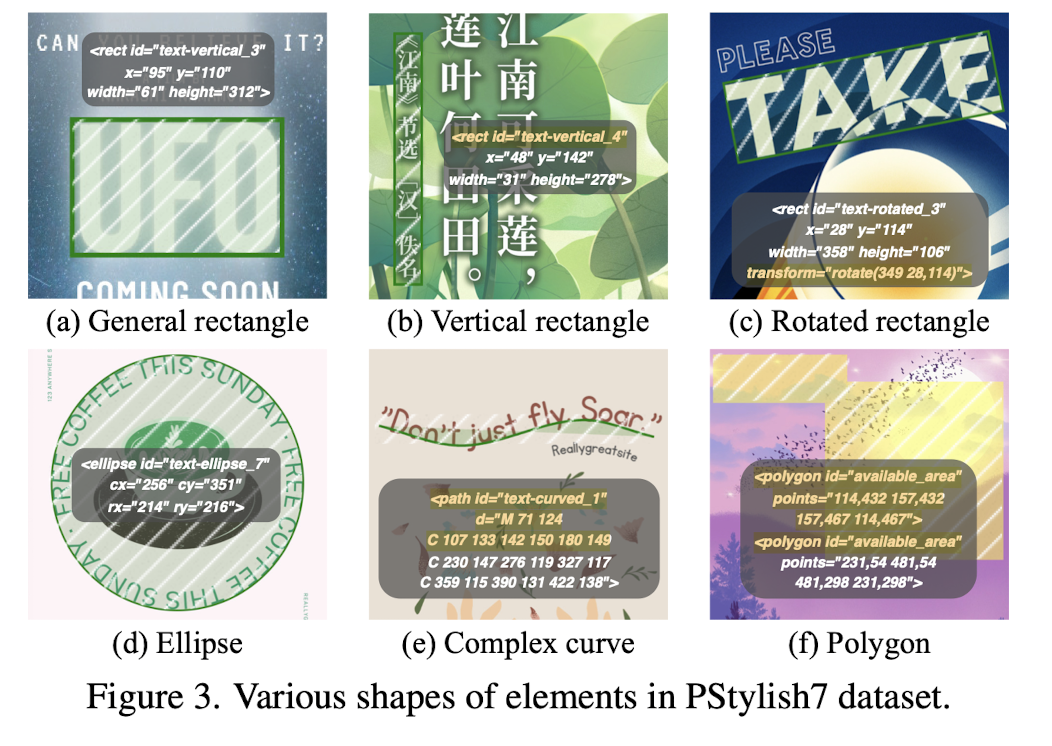 CAN YOU BELIEVE IT?
<rect id="text-vertical_3"
x="95" y="110"
width="61" height="312">
UFO
COMING SOON
(a) General rectangle
江南可采莲，
莲叶何田田。
《江南》节选 [汉] 佚名
<rect id="text-vertical_4"
x="48" y="142"
width="31" height="278">
(b) Vertical rectangle
PLEASE
TAKE
<rect id="text-rotated_3"
x="28" y="114"
width="358" height="106"
transform="rotate(349 28,114)">
(c) Rotated rectangle
123 ANYWHERE S
FREE COFFEE THIS SUNDAY · FREE COFFEE THIS SUNDAY ·
<ellipse id="text-ellipse_7"
cx="256" cy="351"
rx="214" ry="216">
(d) Ellipse
"Don't just fly. Soar."
Reallygreatsite
<path id="text-curved_1"
d="M 71 124
C 107 133 142 150 180 149
C 230 147 276 119 327 117
C 359 115 390 131 422 138">
(e) Complex curve
<polygon id="available_area"
points="114,432 157,432
157,467 114,467">
<polygon id="available_area"
points="231,54 481,54
481,298 231,298">
(f) Polygon
Figure 3. Various shapes of elements in PStylish7 dataset.